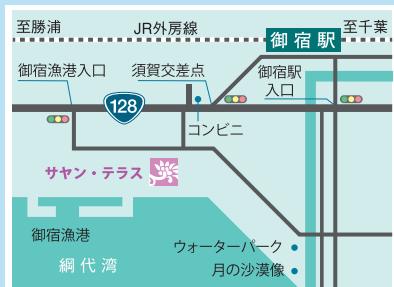 至勝浦
JR外房線
御宿駅
至千葉
御宿漁港入口
須賀交差点
御宿駅
入口
128
コンビニ
サヤン・テラス
御宿漁港
ウォーターパーク
網代湾
月の沙漠像